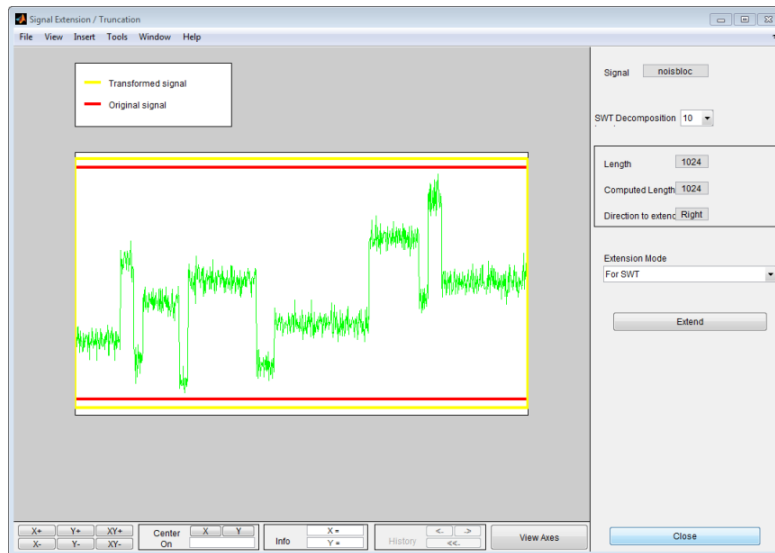 Signal Extension / Truncation
File View Insert Tools Window Help
Transformed signal
Original signal
Signal noisbloc
SWT Decomposition 10
Length 1024
Computed Length 1024
Direction to extend Right
Extension Mode
For SWT
Extend
X+ Y+ XY+
X- Y- XY-
Center
On
X Y
Info
X =
Y =
History
<- ->
<<-
View Axes
Close